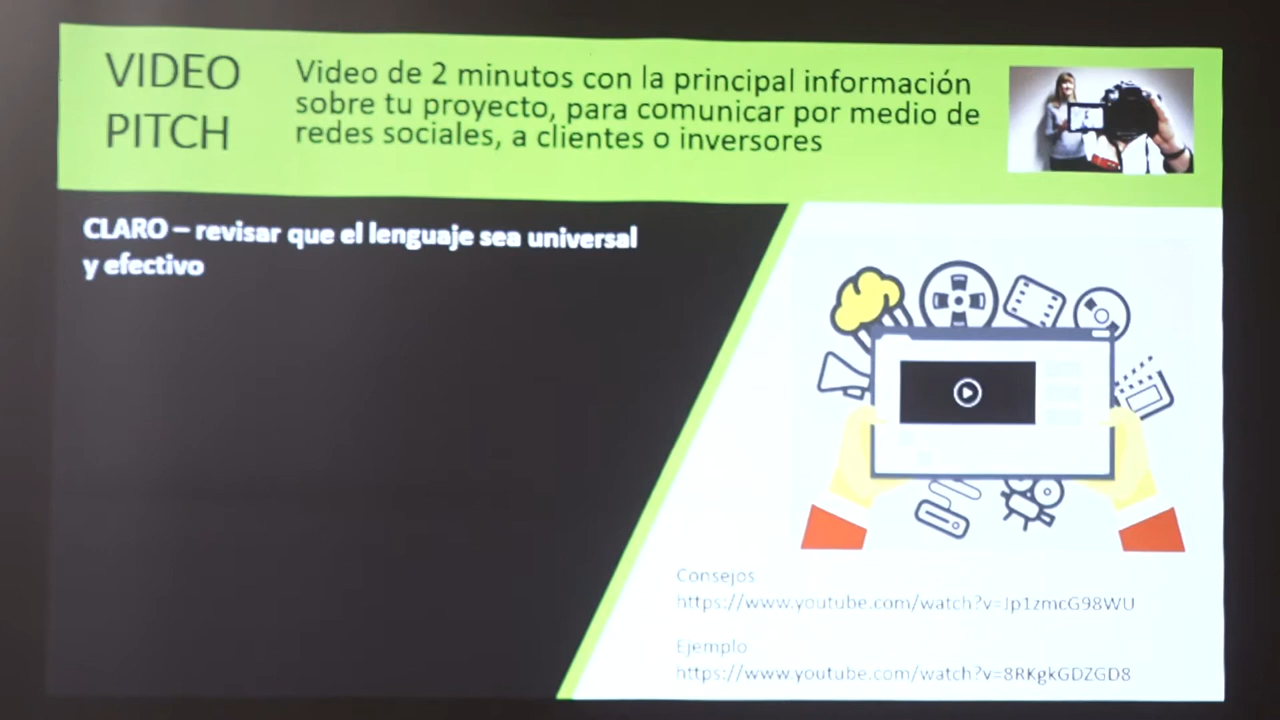 VIDEO
PITCH
Video de 2 minutos con la principal información
sobre tu proyecto, para comunicar por medio de
redes sociales, a clientes o inversores
CLARO – revisar que el lenguaje sea universal
y efectivo
Consejos
https://www.youtube.com/watch?v=Jp1zmcG98WU
Ejemplo
https://www.youtube.com/watch?v=8RKgkGDZGD8